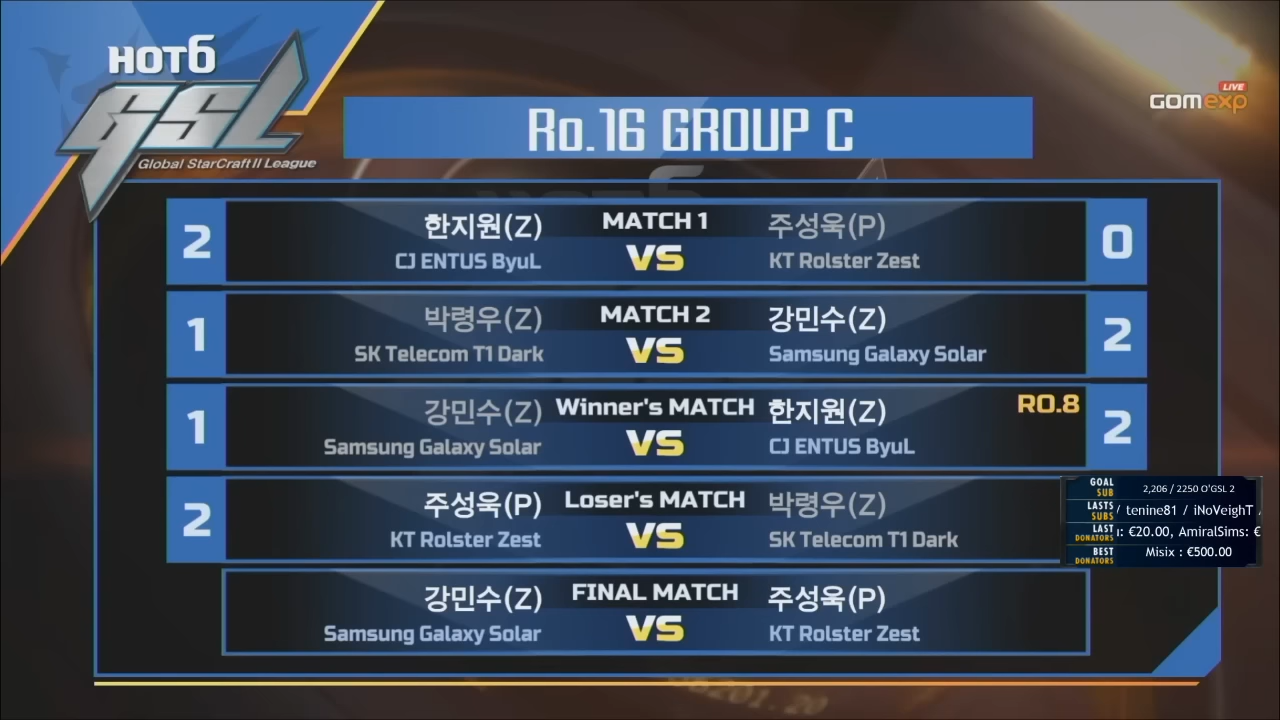 HOT6
GSL
Global StarCraft II League
LIVE
GOMexp
Ro.16 GROUP C
2
한지원(Z)
CJ ENTUS ByuL
MATCH 1
VS
주성욱(P)
KT Rolster Zest
0
1
박령우(Z)
SK Telecom T1 Dark
MATCH 2
VS
강민수(Z)
Samsung Galaxy Solar
2
1
강민수(Z)
Samsung Galaxy Solar
Winner's MATCH
VS
한지원(Z)
CJ ENTUS ByuL
RO.8
2
2
주성욱(P)
KT Rolster Zest
Loser's MATCH
VS
박령우(Z)
SK Telecom T1 Dark
GOAL
SUB
2,206 / 2250 O'GSL 2
LASTS
SUBS
/ tenine81 / iNoVeighT /
LAST
DONATORS
: €20.00, AmiralSims: €
BEST
DONATORS
Misix : €500.00
강민수(Z)
Samsung Galaxy Solar
FINAL MATCH
VS
주성욱(P)
KT Rolster Zest